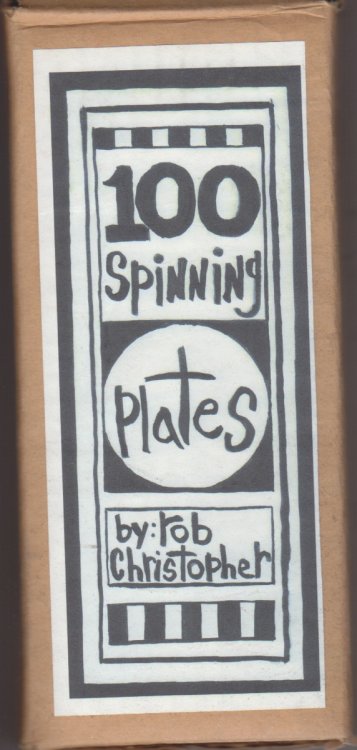 100
Spinning
plates
by: rob
Christopher